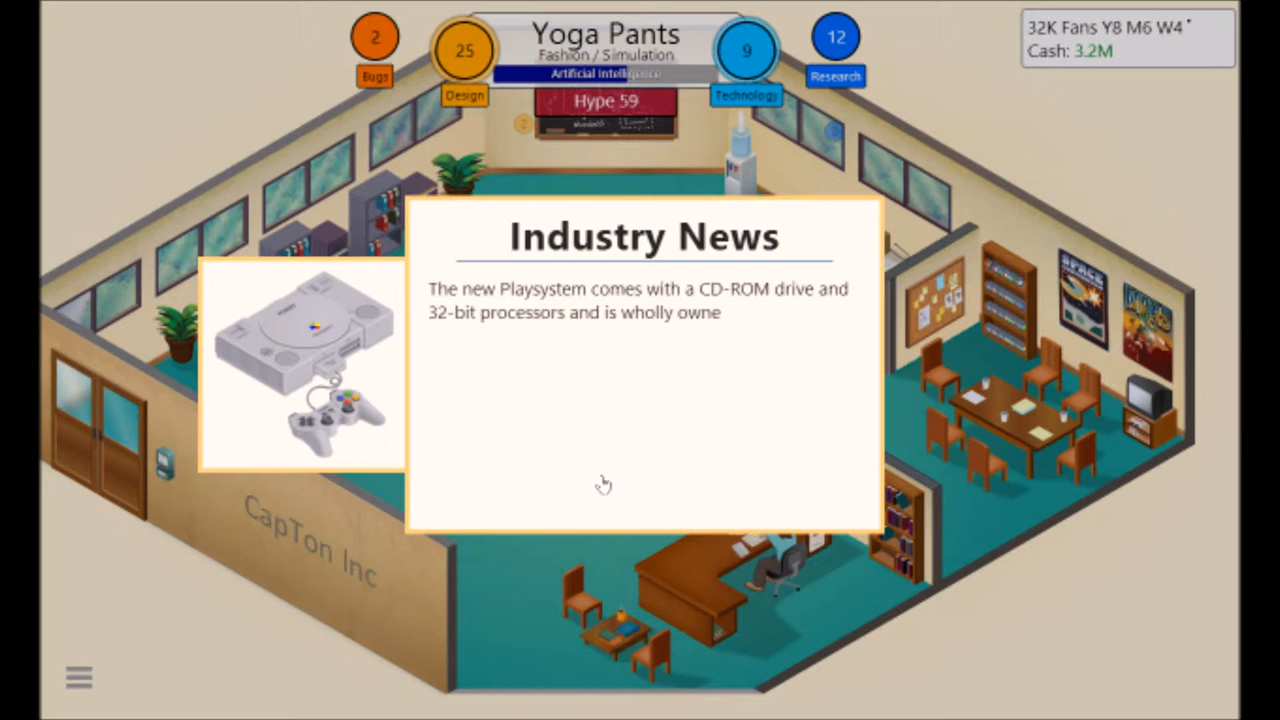 2
Bugs
25
Design
Yoga Pants
Fashion / Simulation
Artificial Intelligence
Hype 59
9
Technology
12
Research
32K Fans Y8 M6 W4
Cash: 3.2M
Industry News
The new Playsystem comes with a CD-ROM drive and
32-bit processors and is wholly owne
SPACE
CapTon Inc